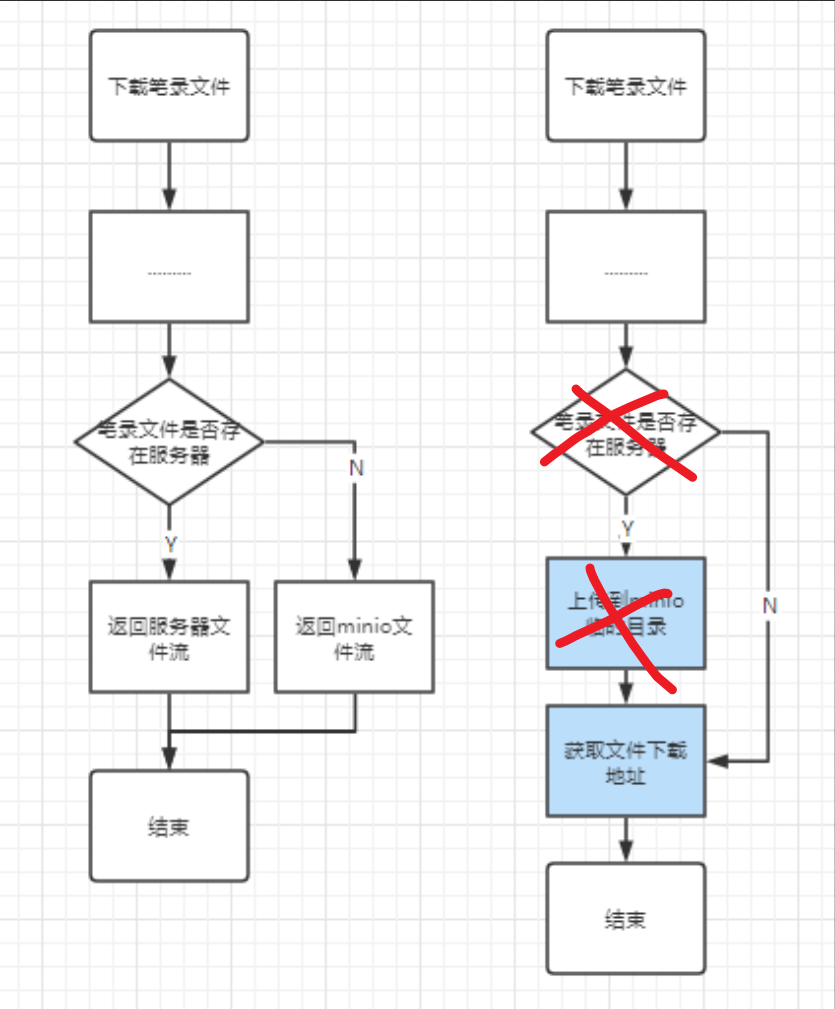 下载笔录文件
---------
笔录文件是否存
在服务器
N
Y
返回服务器文
件流
返回minio文
件流
结束
下载笔录文件
---------
笔录文件是否存
在服务器
Y
上传到minio
临时目录
N
获取文件下载
地址
结束